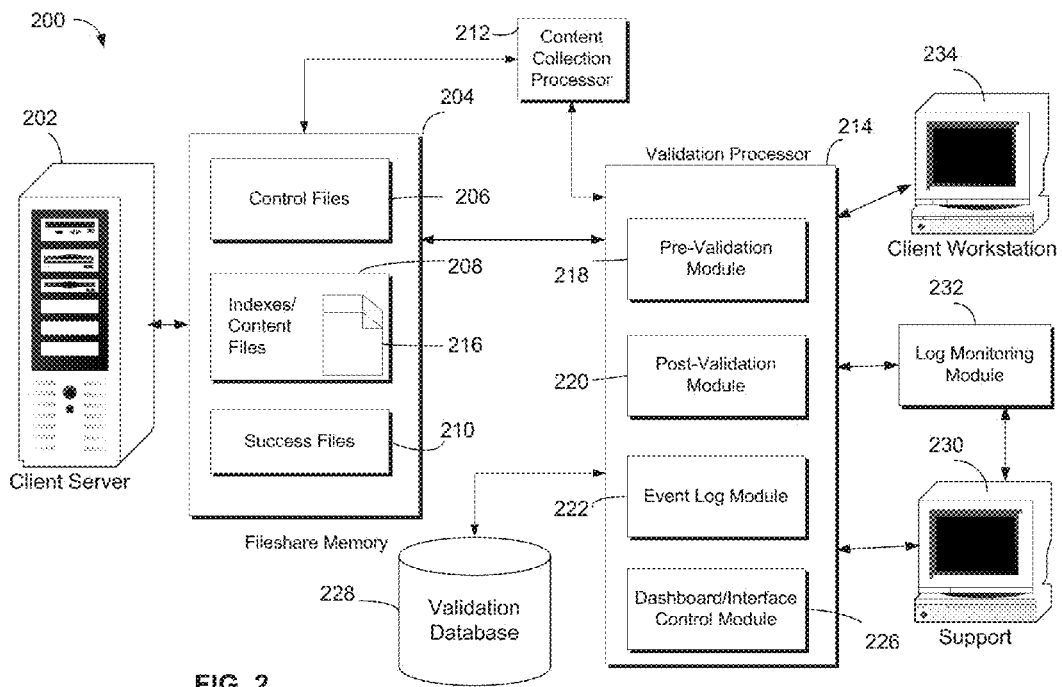 200
212
Content
Collection
Processor
234
202
204
214
Validation Processor
Control Files
206
Client Workstation
208
218
Pre-Validation
Module
Indexes/
Content
Files
216
232
Log Monitoring
Module
220
Post-Validation
Module
Success Files
210
230
Client Server
222
Event Log Module
Fileshare Memory
228
Validation
Database
Dashboard/Interface
Control Module
226
Support
FIG. 2